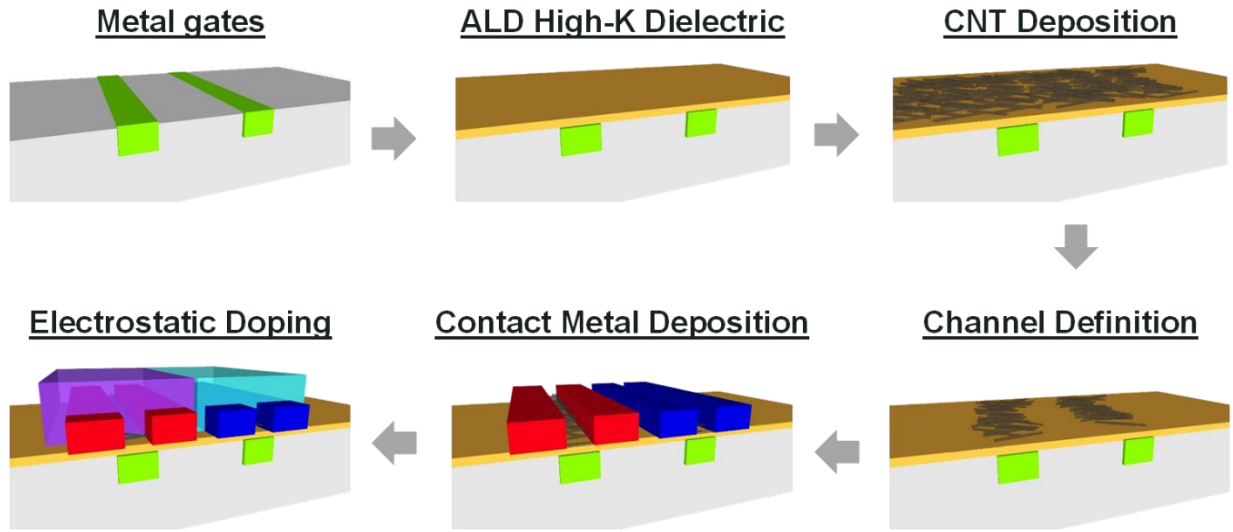 Metal gates
ALD High-K Dielectric
CNT Deposition
Electrostatic Doping
Contact Metal Deposition
Channel Definition